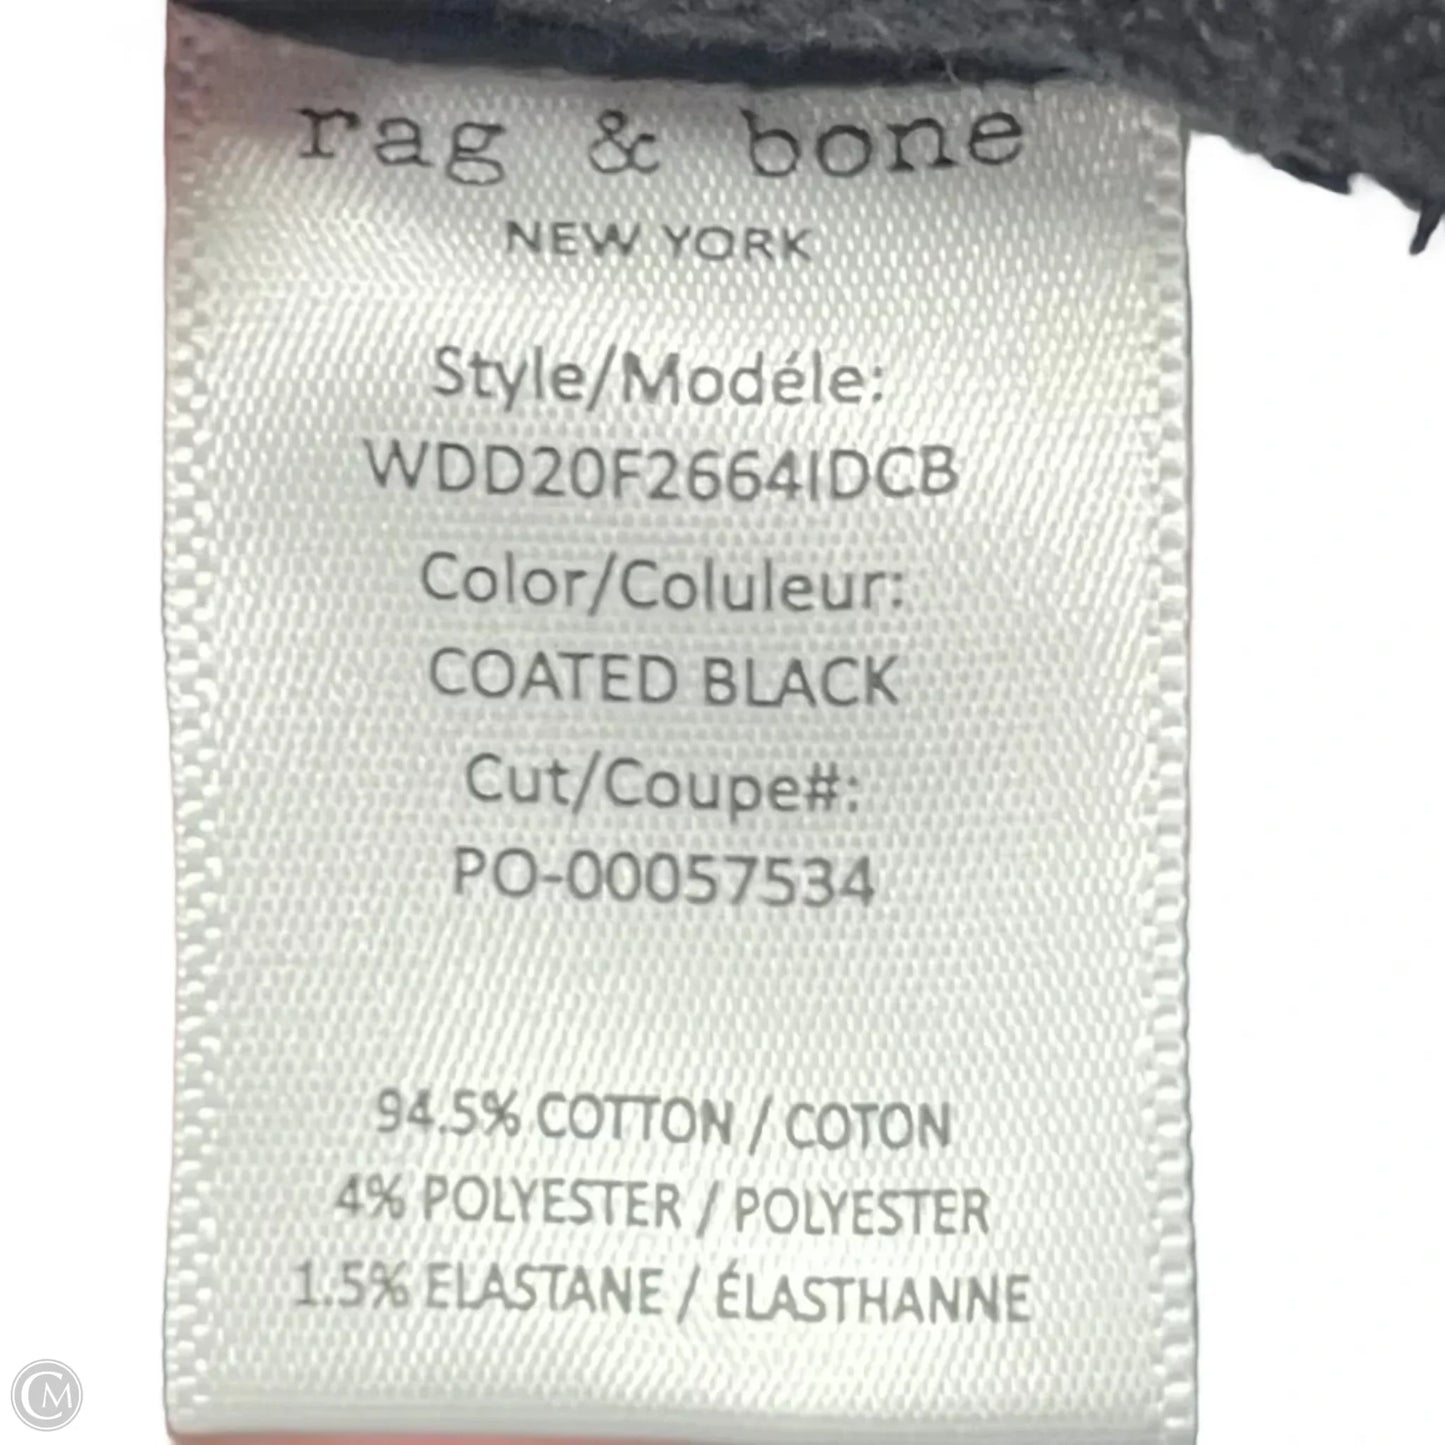 rag & bone
NEW YORK
Style/Modéle:
WDD20F2664IDCB
Color/Coluleur:
COATED BLACK
Cut/Coupe#:
PO-00057534
94.5% COTTON / COTON
4% POLYESTER / POLYESTER
1.5% ELASTANE / ÉLASTHANNE
CM